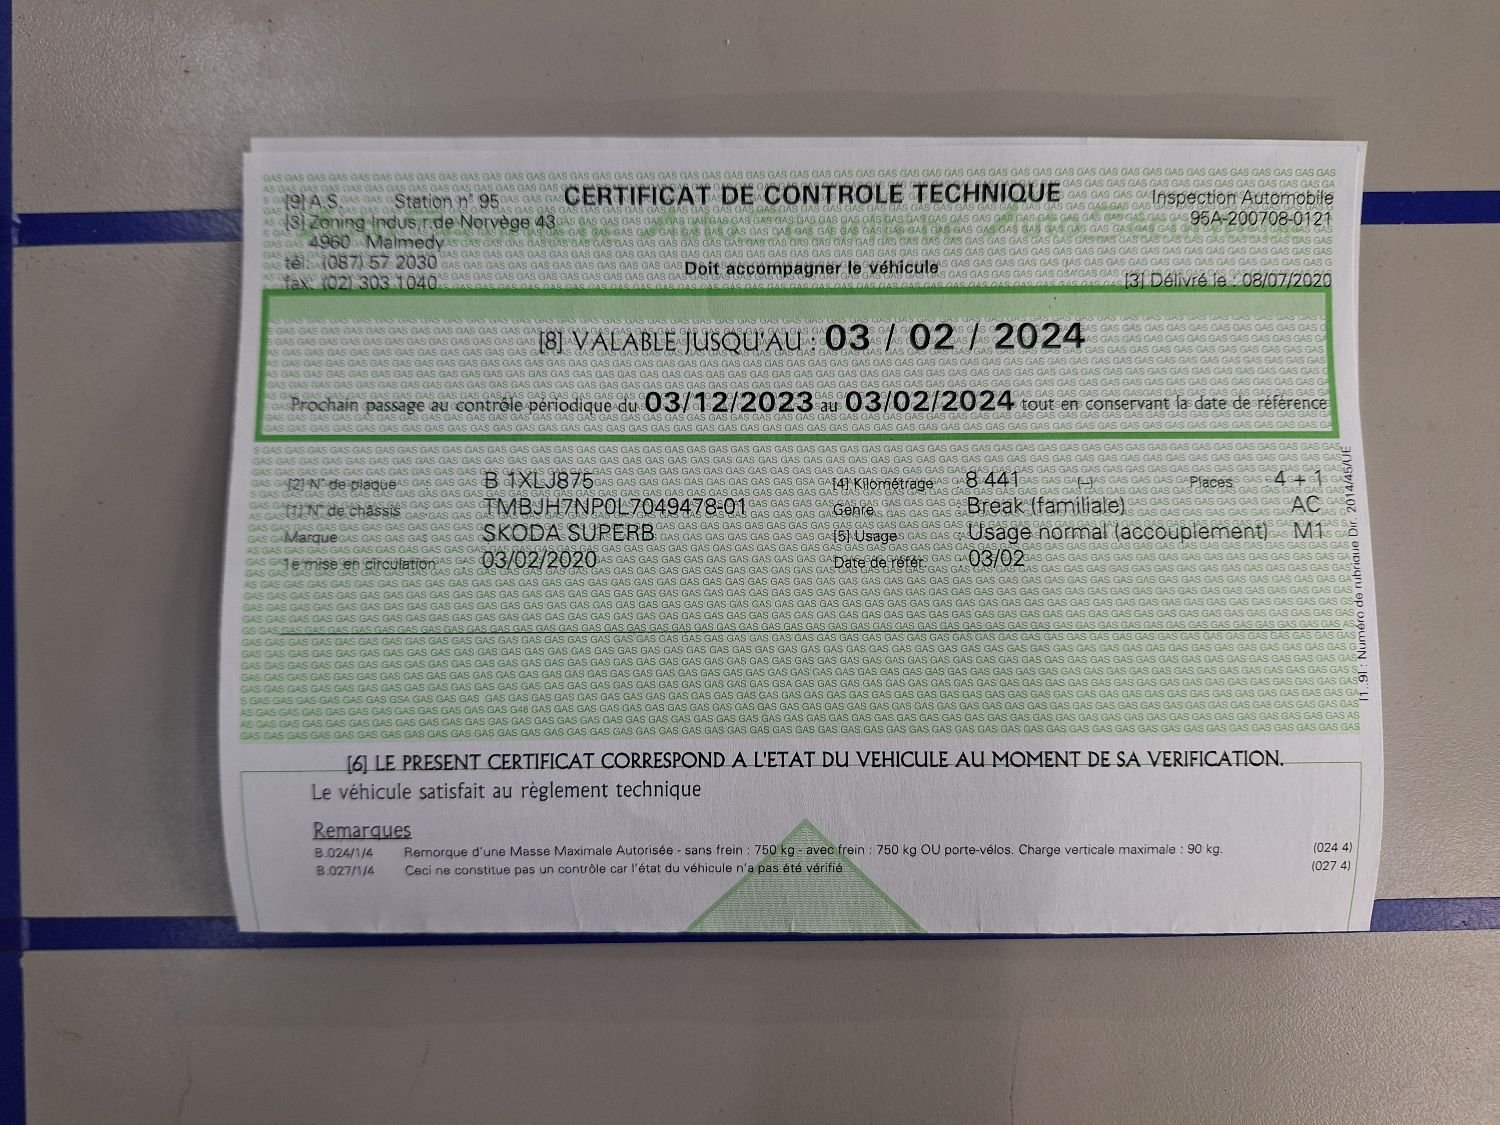 CERTIFICAT DE CONTROLE TECHNIQUE
[9] A.S. Station n° 95
[3] Zoning Indus,r.de Norvège 43
4960 Malmedy
tél: (087) 57 2030
fax: (02) 303 1040
Inspection Automobile
95A-200708-0121
Doit accompagner le véhicule
[3] Délivré le : 08/07/2020
[8] VALABLE JUSQU'AU : 03 / 02 / 2024
Prochain passage au contrôle périodique du 03/12/2023 au 03/02/2024 tout en conservant la date de référence
[2] N° de plaque B 1XLJ875 [4] Kilométrage 8 441 (--) Places 4 + 1
[1] N° de châssis TMBJH7NP0L7049478-01 Genre Break (familiale) AC
Marque SKODA SUPERB [5] Usage : Usage normal (accouplement) M1
1e mise en circulation 03/02/2020 Date de réfer. 03/02
[1..9] : Numéro de rubrique Dir. 2014/45/UE
[6] LE PRESENT CERTIFICAT CORRESPOND A L'ETAT DU VEHICULE AU MOMENT DE SA VERIFICATION.
Le véhicule satisfait au règlement technique
Remarques
B.024/1/4 Remorque d'une Masse Maximale Autorisée - sans frein : 750 kg - avec frein : 750 kg OU porte-vélos. Charge verticale maximale : 90 kg. (024 4)
B.027/1/4 Ceci ne constitue pas un contrôle car l'état du véhicule n'a pas été vérifié (027 4)